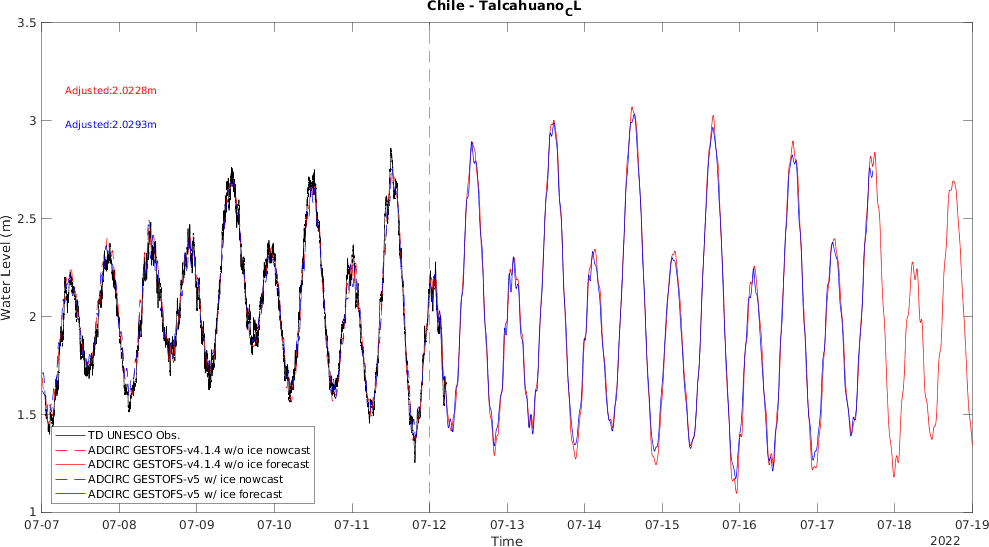 Chile - Talcahuano_CL
3.5
3
2.5
2
1.5
1
Water Level (m)
Adjusted:2.0228m
Adjusted:2.0293m
TD UNESCO Obs.
ADCIRC GESTOFS-v4.1.4 w/o ice nowcast
ADCIRC GESTOFS-v4.1.4 w/o ice forecast
ADCIRC GESTOFS-v5 w/ ice nowcast
ADCIRC GESTOFS-v5 w/ ice forecast
07-07 07-08 07-09 07-10 07-11 07-12 07-13 07-14 07-15 07-16 07-17 07-18 07-19
Time
2022